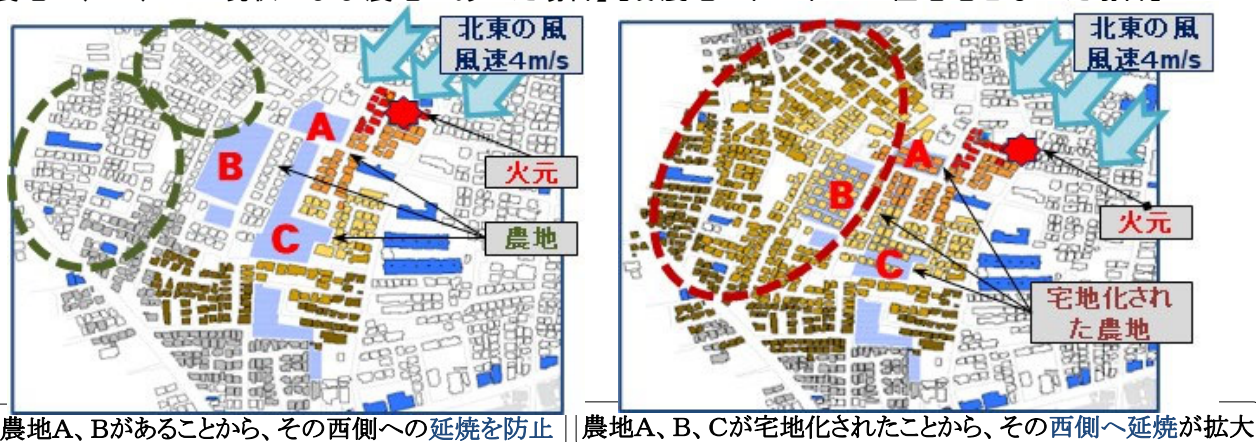 北東の風
風速4m/s
A
B
C
火元
農地
農地A、Bがあることから、その西側への延焼を防止
北東の風
風速4m/s
A
B
C
火元
宅地化され
た農地
農地A、B、Cが宅地化されたことから、その西側へ延焼が拡大